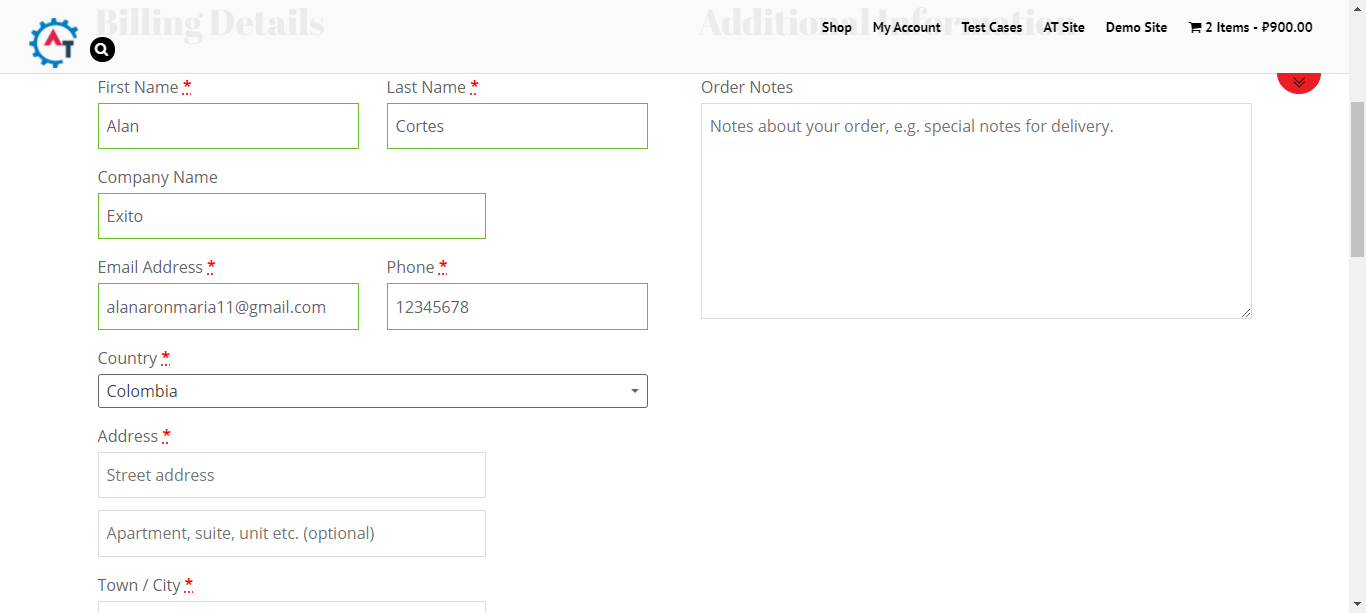 Billing Details
Additional Information
AT
Shop My Account Test Cases AT Site Demo Site 2 Items - ₽900.00
First Name *
Last Name *
Alan
Cortes
Company Name
Exito
Email Address *
Phone *
alanaronmaria11@gmail.com
12345678
Country *
Colombia
Address *
Street address
Apartment, suite, unit etc. (optional)
Town / City *
Order Notes
Notes about your order, e.g. special notes for delivery.